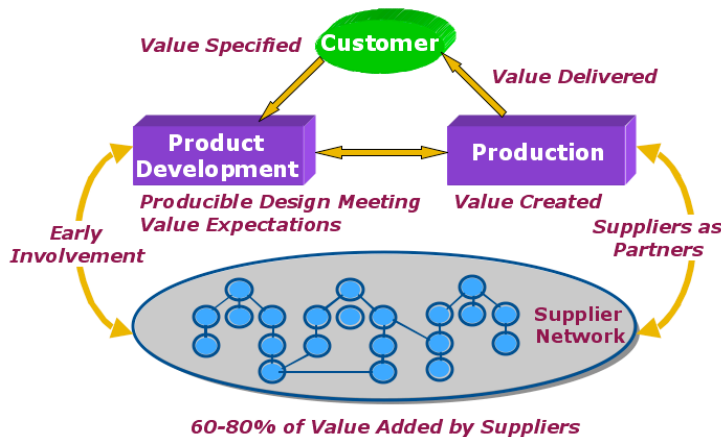 Customer
Value Specified
Value Delivered
Product
Development
Production
Producible Design Meeting
Value Expectations
Value Created
Early
Involvement
Suppliers as
Partners
Supplier
Network
60-80% of Value Added by Suppliers